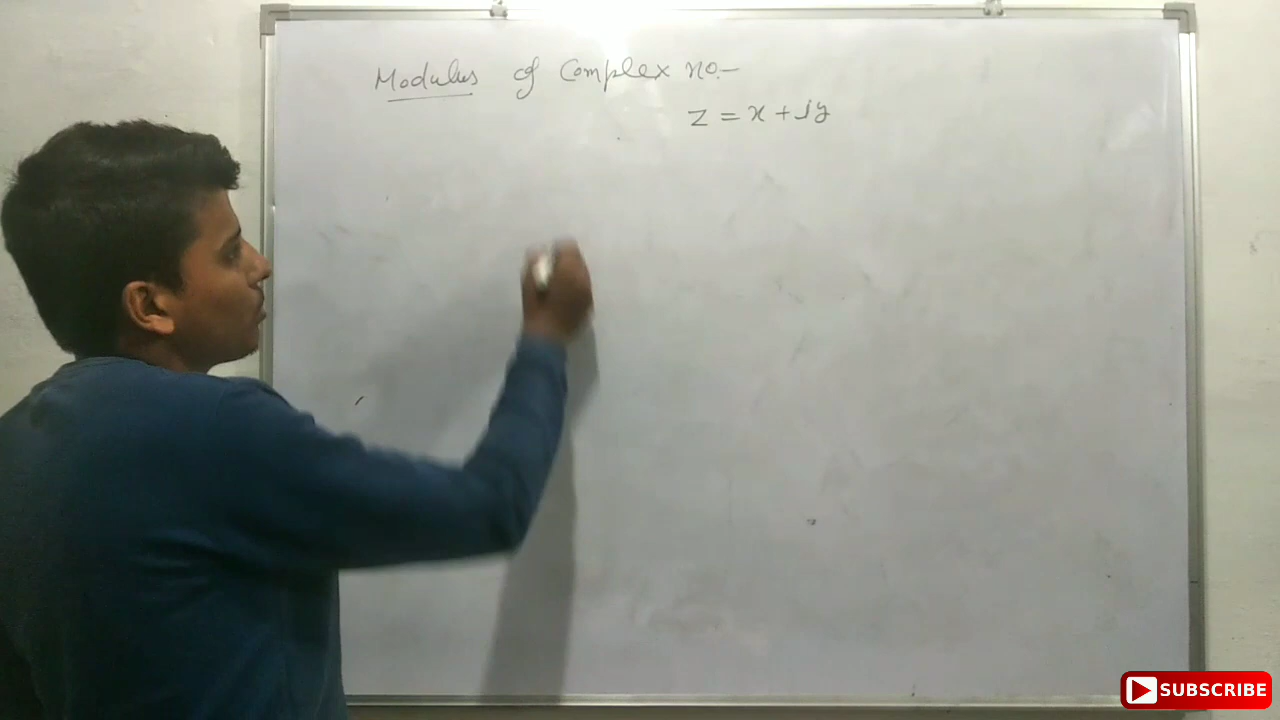 Modulus of Complex no.-
z = x + iy
SUBSCRIBE